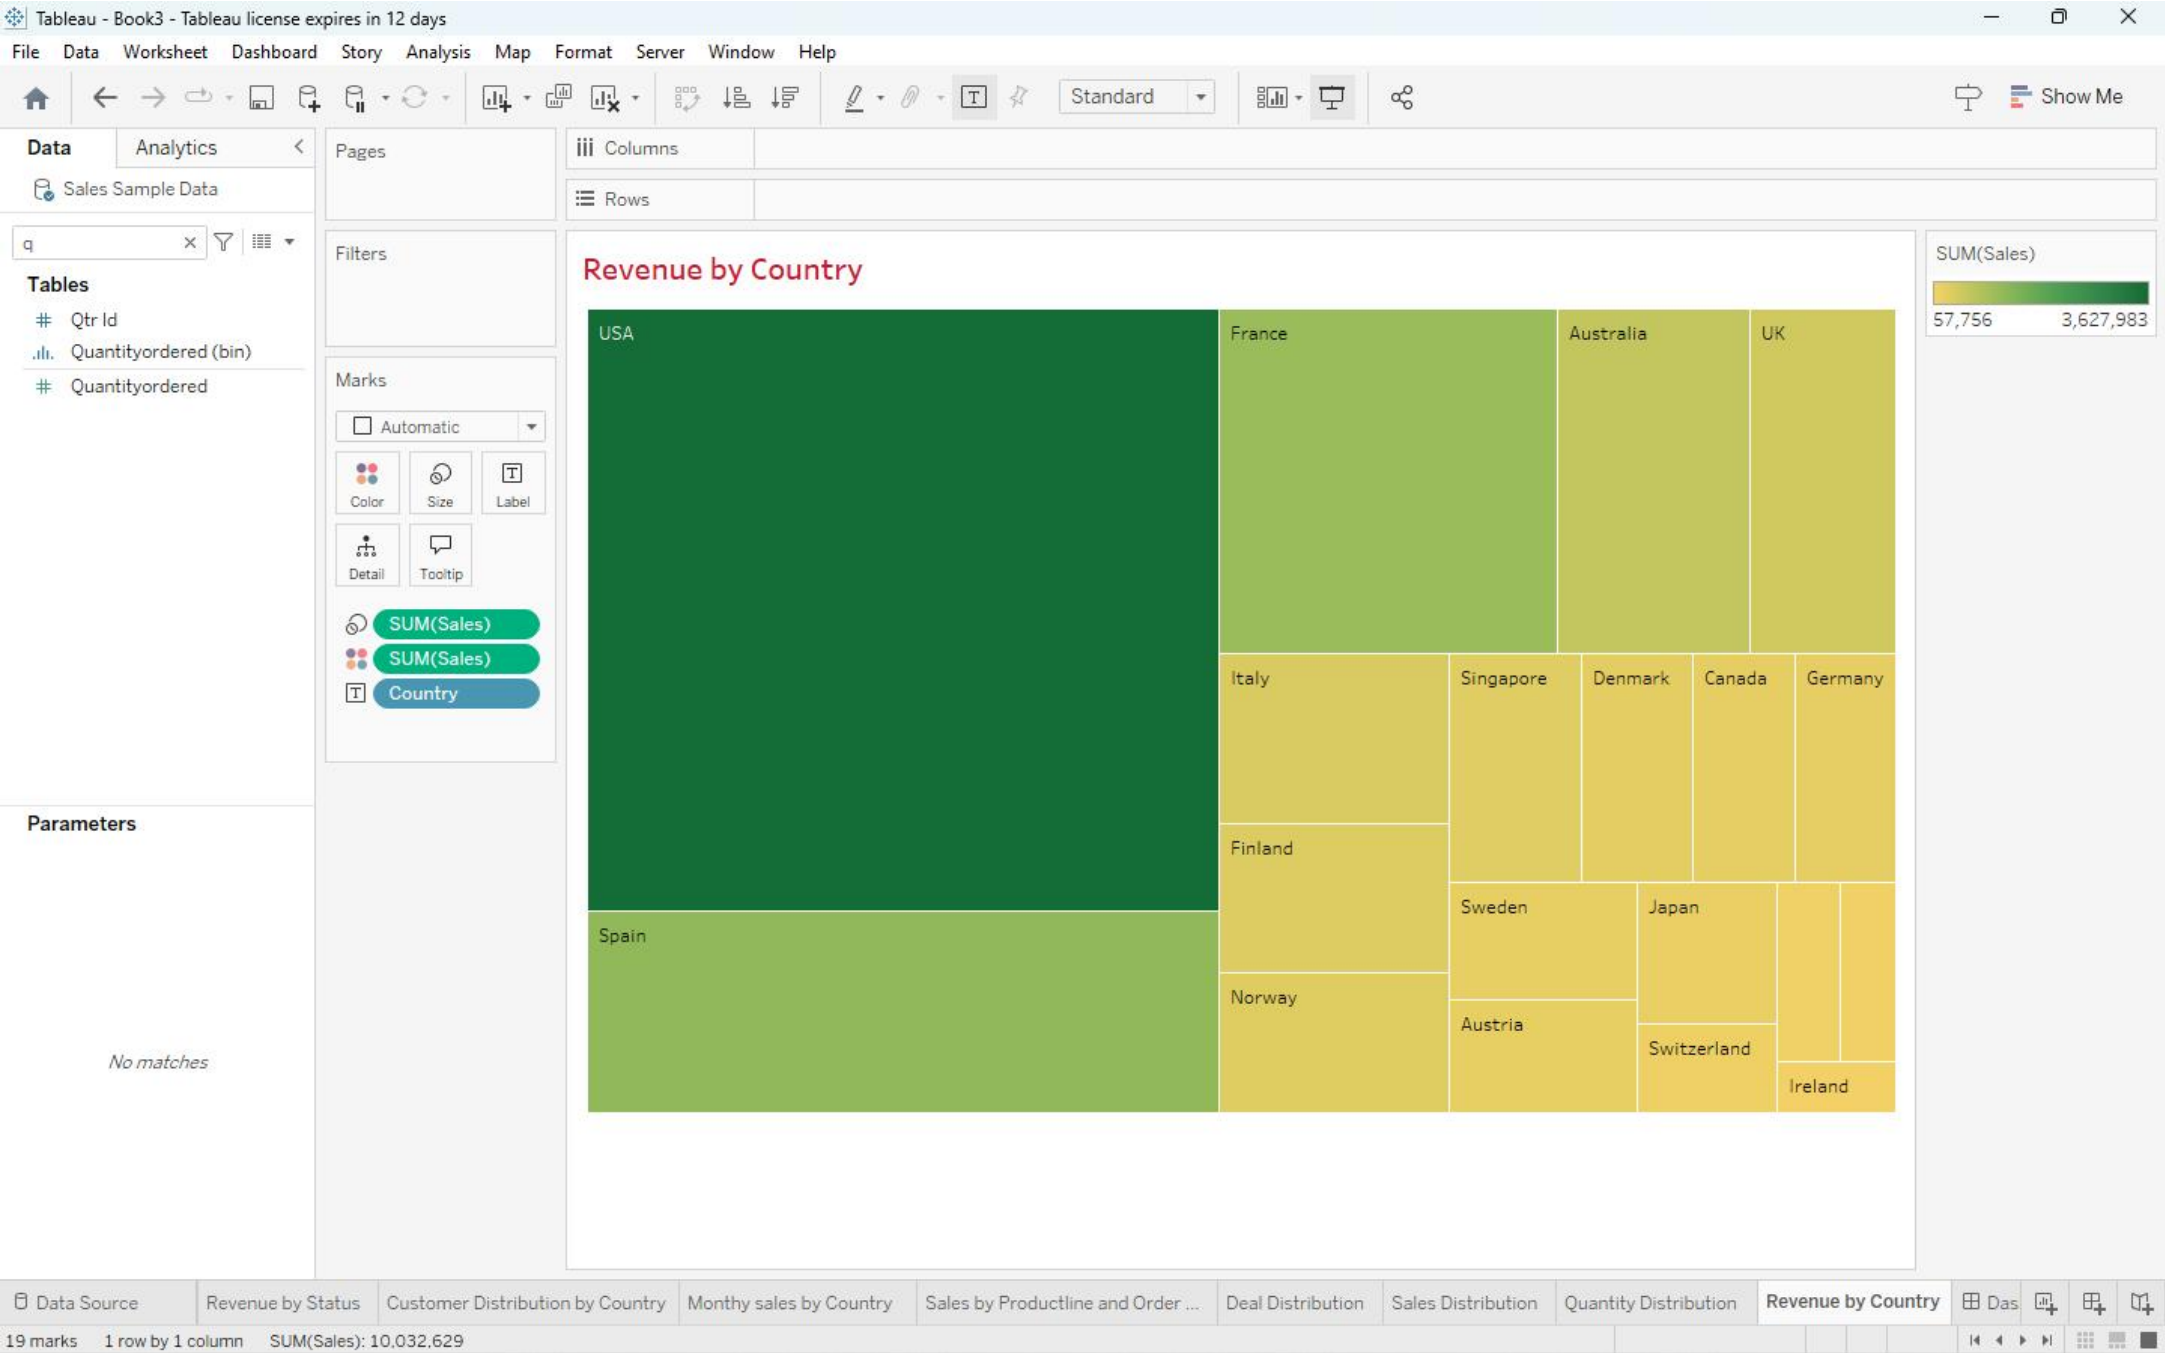 Tableau - Book3 - Tableau license expires in 12 days
File Data Worksheet Dashboard Story Analysis Map Format Server Window Help
Standard
Show Me
Data Analytics
Sales Sample Data
q
Tables
Qtr Id
Quantityordered (bin)
Quantityordered
Parameters
No matches
Pages
Filters
Marks
Automatic
Color Size Label
Detail Tooltip
SUM(Sales)
SUM(Sales)
Country
Columns
Rows
Revenue by Country
USA
France
Australia
UK
Italy
Singapore
Denmark
Canada
Germany
Finland
Sweden
Japan
Spain
Norway
Austria
Switzerland
Ireland
SUM(Sales)
57,756 3,627,983
Data Source Revenue by Status Customer Distribution by Country Monthy sales by Country Sales by Productline and Order ... Deal Distribution Sales Distribution Quantity Distribution Revenue by Country Das
19 marks 1 row by 1 column SUM(Sales): 10,032,629